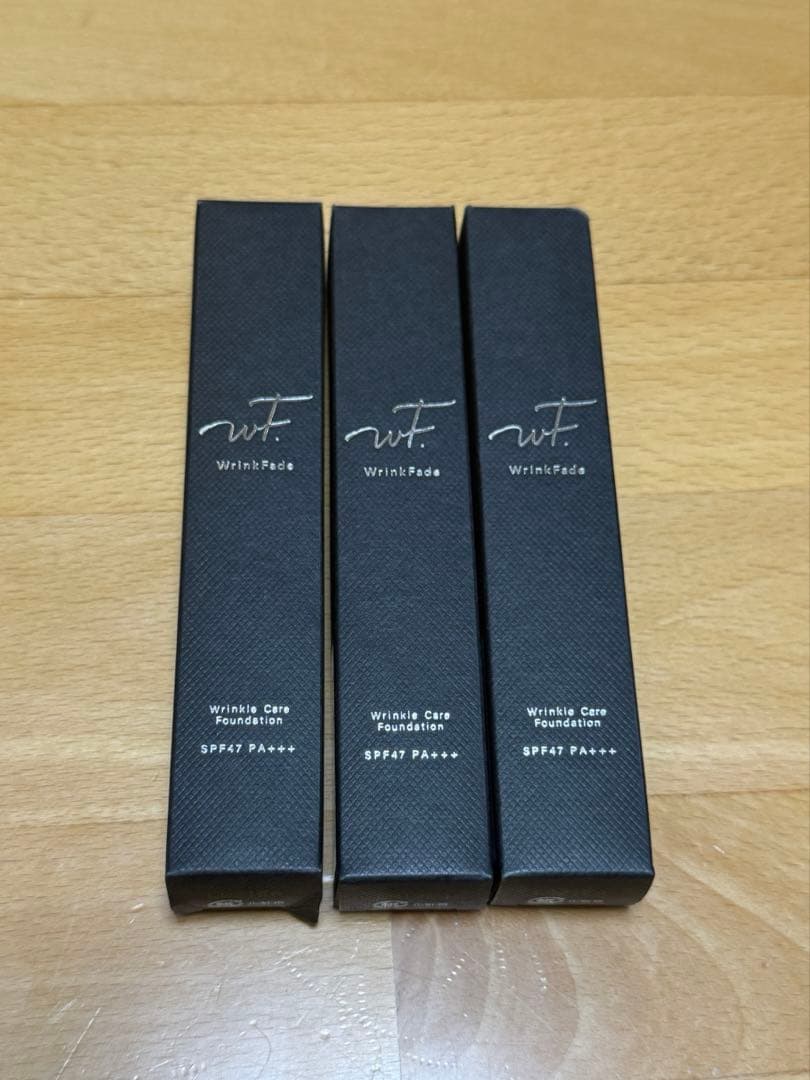 wF.
WrinkFade
Wrinkle Care
Foundation
SPF47 PA+++
wF.
WrinkFade
Wrinkle Care
Foundation
SPF47 PA+++
wF.
WrinkFade
Wrinkle Care
Foundation
SPF47 PA+++